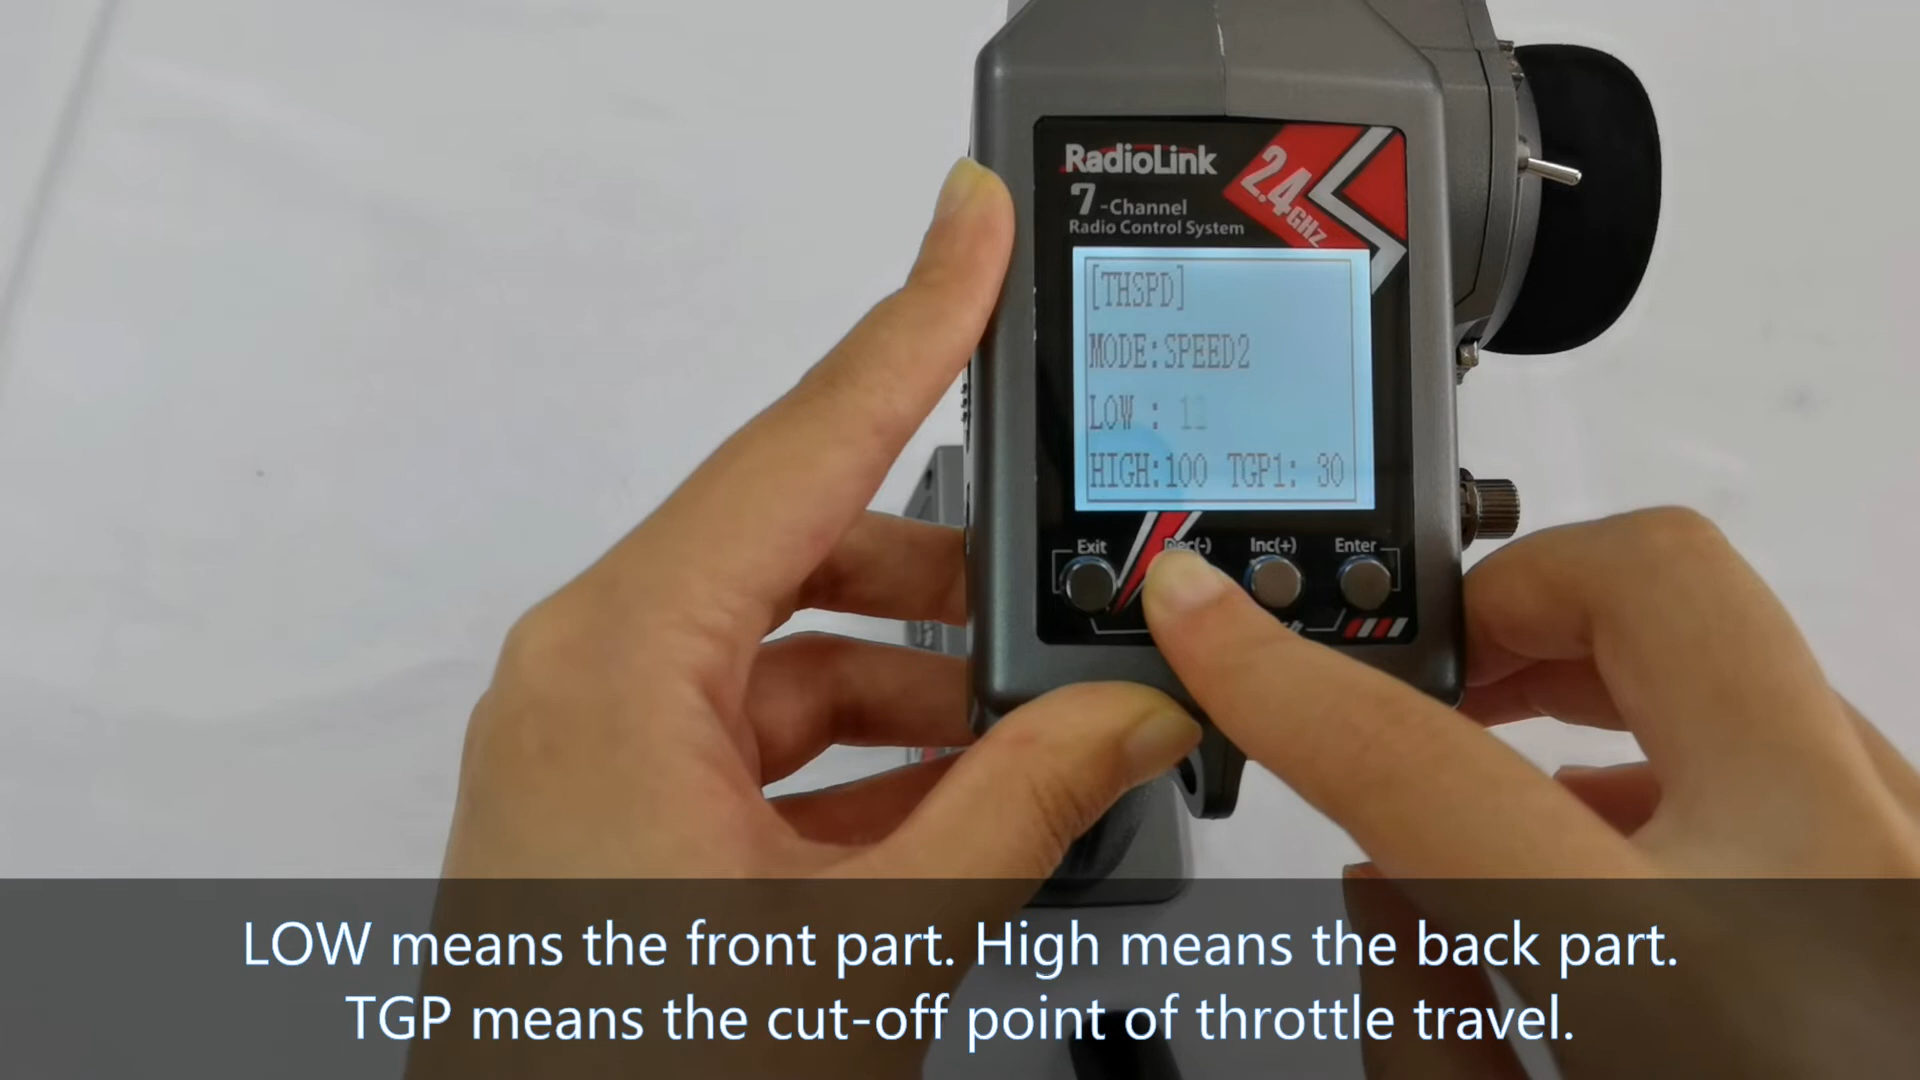 RadioLink
2.4GHz
7-Channel
Radio Control System
[THSPD]
MODE:SPEED2
LOW : 11
HIGH:100 TGP1: 30
Exit
Dec(-)
Inc(+)
Enter
LOW means the front part. High means the back part.
TGP means the cut-off point of throttle travel.